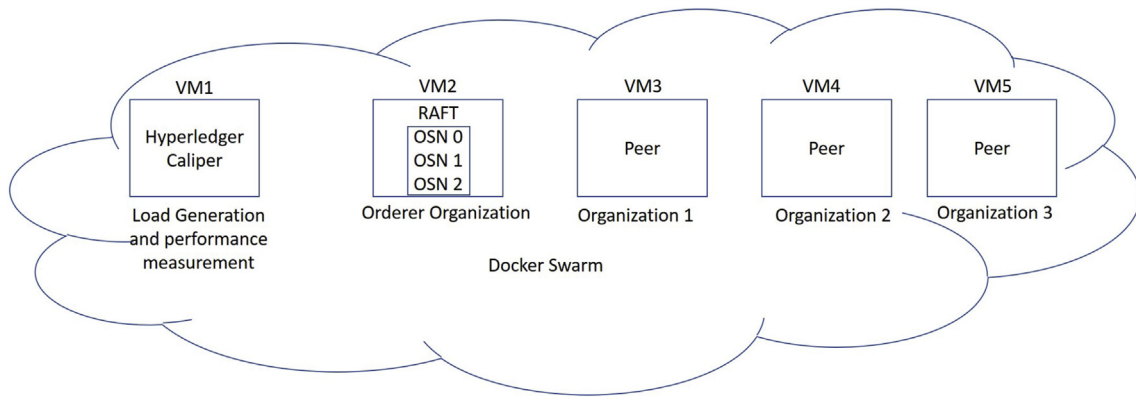 VM1
VM2
VM3
VM4
VM5
Hyperledger
Caliper
RAFT
OSN 0
OSN 1
OSN 2
Peer
Peer
Peer
Load Generation
and performance
measurement
Orderer Organization
Organization 1
Organization 2
Organization 3
Docker Swarm